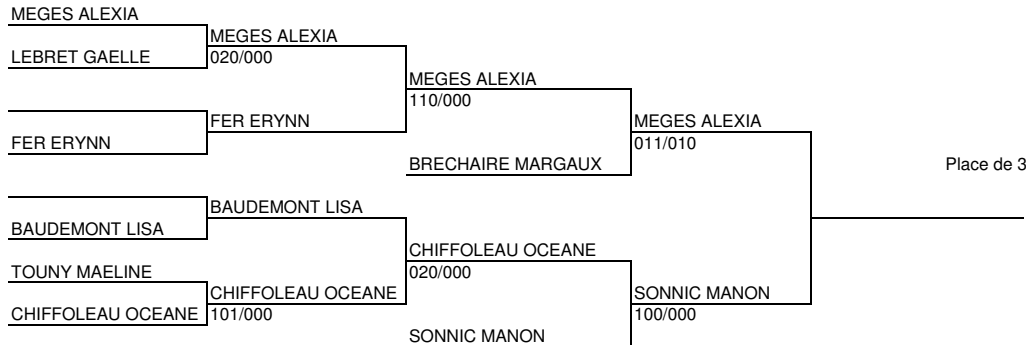 MEGES ALEXIA
LEBRET GAELLE
MEGES ALEXIA
020/000
FER ERYNN
FER ERYNN
MEGES ALEXIA
110/000
BRECHAIRE MARGAUX
MEGES ALEXIA
011/010
Place de 3
BAUDEMONT LISA
BAUDEMONT LISA
TOUNY MAELINE
CHIFFOLEAU OCEANE
CHIFFOLEAU OCEANE
101/000
CHIFFOLEAU OCEANE
020/000
SONNIC MANON
SONNIC MANON
100/000